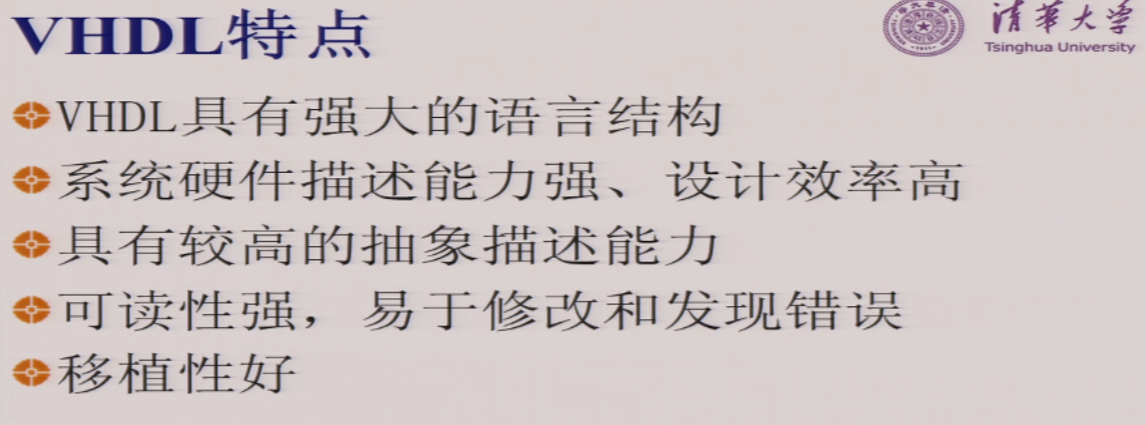 VHDL特点
清华大学
Tsinghua University
VHDL具有强大的语言结构
系统硬件描述能力强、设计效率高
具有较高的抽象描述能力
可读性强，易于修改和发现错误
移植性好